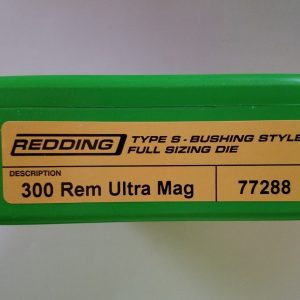 REDDING TYPE S - BUSHING STYLE
FULL SIZING DIE
DESCRIPTION
300 Rem Ultra Mag 77288